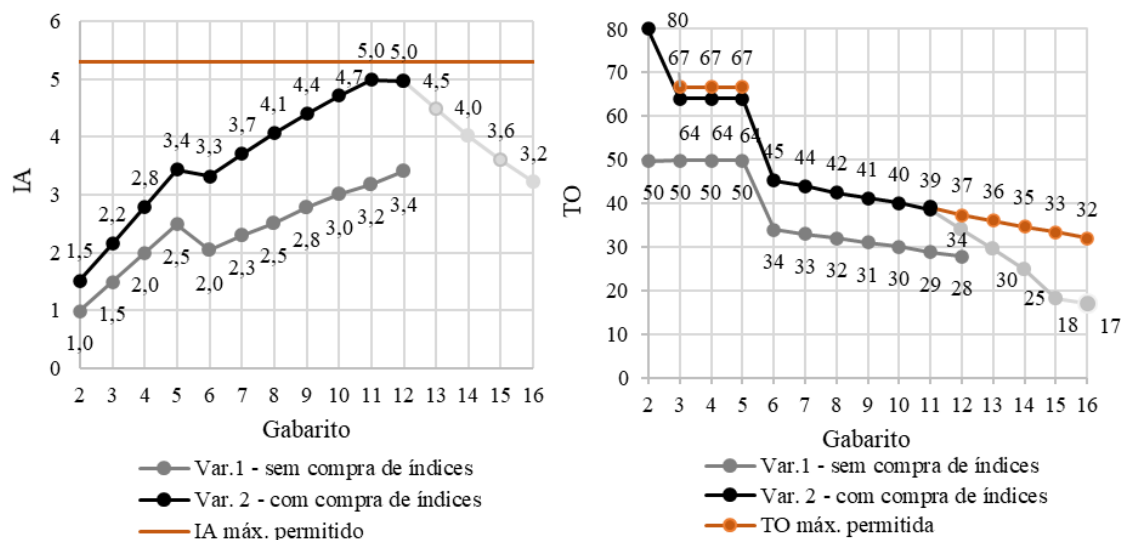 6
5
4
3
2
1
0
IA
1,5
2,2
2,8
3,4
3,3
3,7
4,1
4,4
4,7
5,0
5,0
4,5
4,0
3,6
3,2
1,0
1,5
2,0
2,5
2,0
2,3
2,5
2,8
3,0
3,2
3,4
2 3 4 5 6 7 8 9 10 11 12 13 14 15 16
Gabarito
Var.1 - sem compra de índices
Var. 2 - com compra de índices
IA máx. permitido
80
70
60
50
40
30
20
10
0
TO
80
67 67 67
64 64 64
45 44 42 41 40 39 37 36 35 33 32
50 50 50 50
34 33 32 31 30 29 28
34 30 25 18 17
2 3 4 5 6 7 8 9 10 11 12 13 14 15 16
Gabarito
Var.1 - sem compra de índices
Var. 2 - com compra de índices
TO máx. permitida